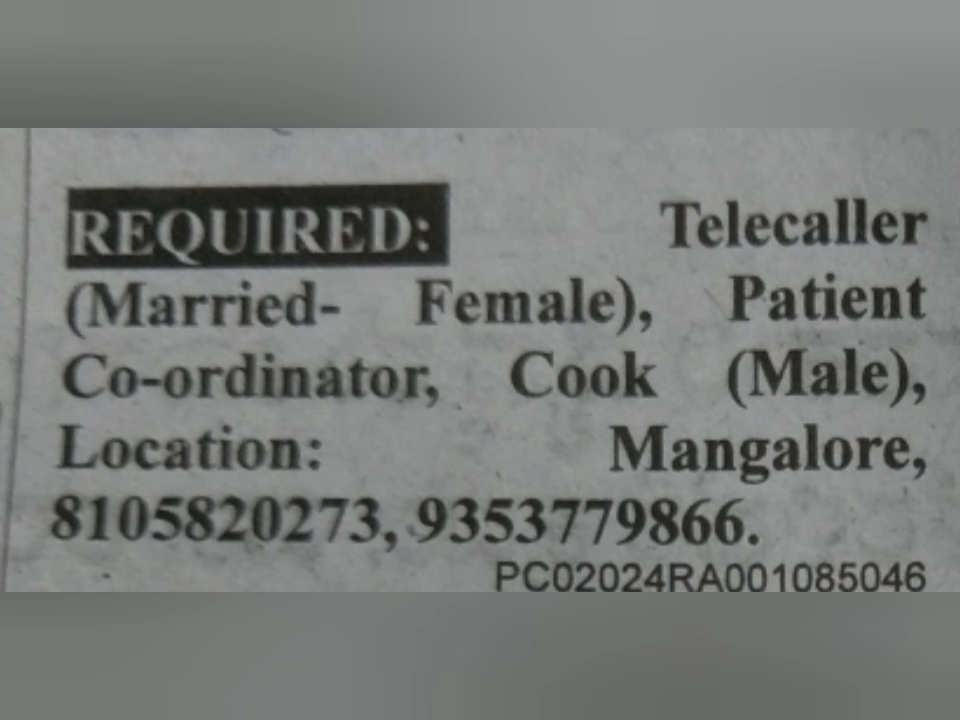 REQUIRED: Telecaller
(Married- Female), Patient
Co-ordinator, Cook (Male),
Location: Mangalore,
8105820273, 9353779866.
PC02024RA001085046